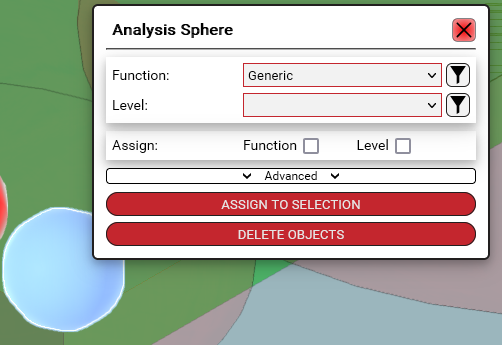 Analysis Sphere
Function: Generic
Level:
Assign: Function Level
Advanced
ASSIGN TO SELECTION
DELETE OBJECTS